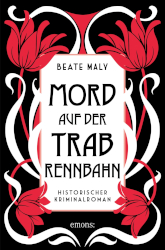 BEATE MALY
MORD
AUF DER
TRAB
RENNBAHN
HISTORISCHER
KRIMINALROMAN
emons: